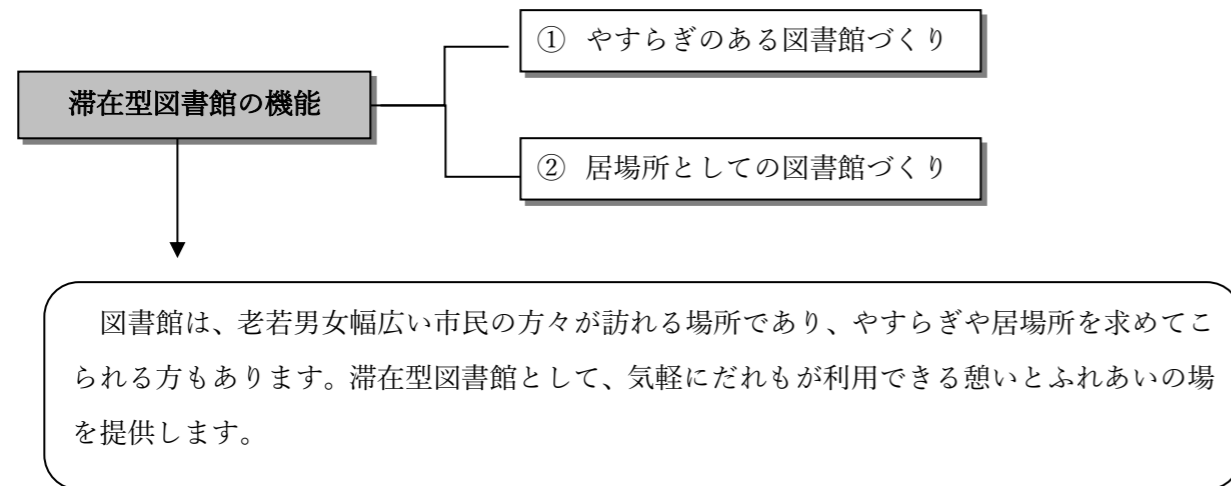 ① やすらぎのある図書館づくり
滞在型図書館の機能
② 居場所としての図書館づくり
図書館は、老若男女幅広い市民の方々が訪れる場所であり、やすらぎや居場所を求めてこ
られる方もあります。滞在型図書館として、気軽にだれもが利用できる憩いとふれあいの場
を提供します。